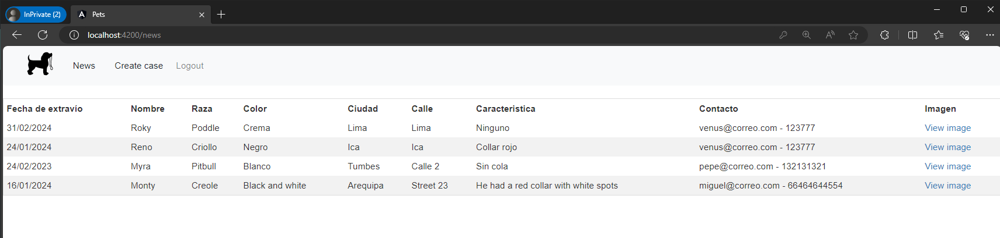 InPrivate (2) Pets
localhost:4200/news
News Create case Logout
Fecha de extravío Nombre Raza Color Ciudad Calle Caracteristica Contacto Imagen
31/02/2024 Roky Poddle Crema Lima Lima Ninguno venus@correo.com - 123777 View image
24/01/2024 Reno Criollo Negro Ica Ica Collar rojo venus@correo.com - 123777 View image
24/02/2023 Myra Pitbull Blanco Tumbes Calle 2 Sin cola pepe@correo.com - 132131321 View image
16/01/2024 Monty Creole Black and white Arequipa Street 23 He had a red collar with white spots miguel@correo.com - 66464644554 View image